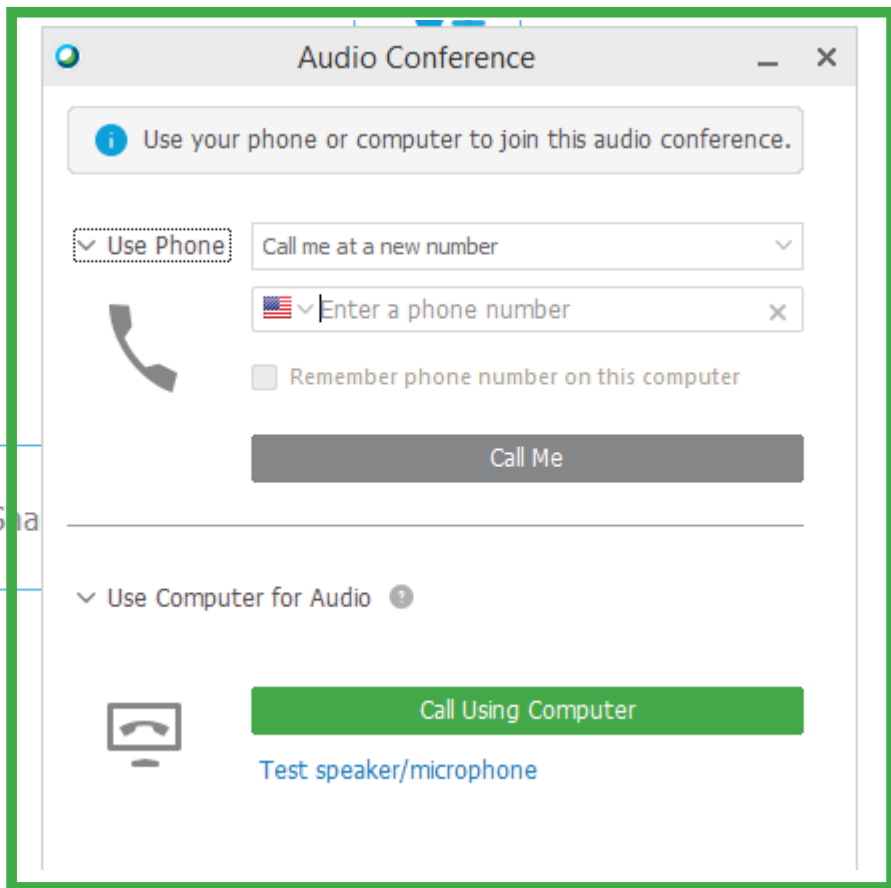 Audio Conference
Use your phone or computer to join this audio conference.
Use Phone
Call me at a new number
Enter a phone number
Remember phone number on this computer
Call Me
Use Computer for Audio
Call Using Computer
Test speaker/microphone